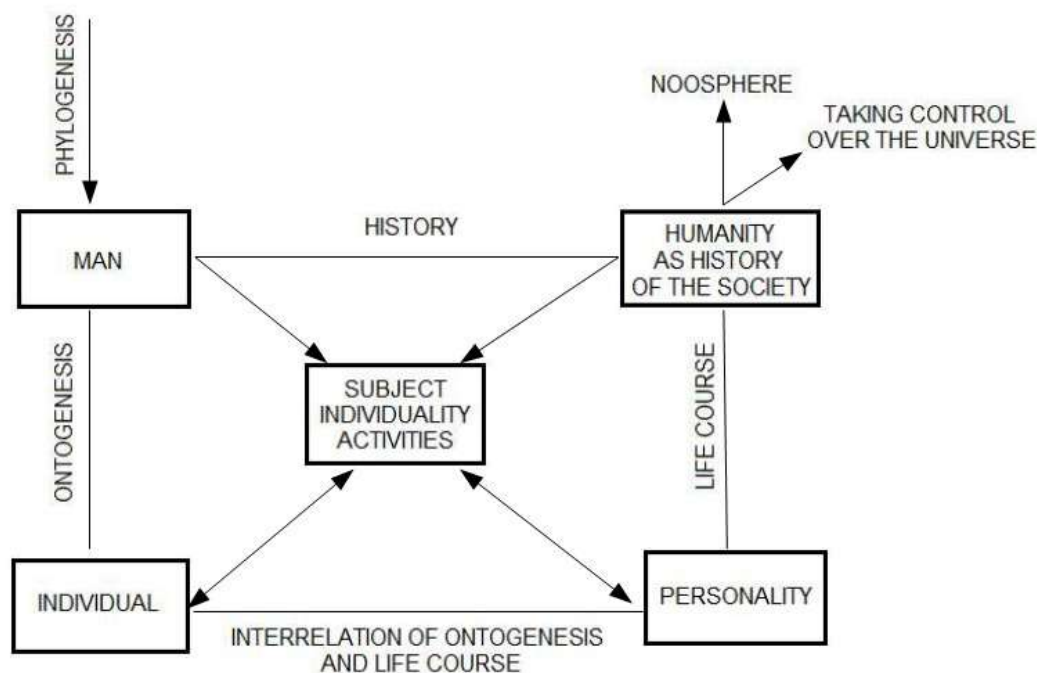 PHYLOGENESIS
NOOSPHERE
TAKING CONTROL
OVER THE UNIVERSE
MAN
HISTORY
HUMANITY
AS HISTORY
OF THE SOCIETY
ONTOGENESIS
SUBJECT
INDIVIDUALITY
ACTIVITIES
LIFE COURSE
INDIVIDUAL
PERSONALITY
INTERRELATION OF ONTOGENESIS
AND LIFE COURSE